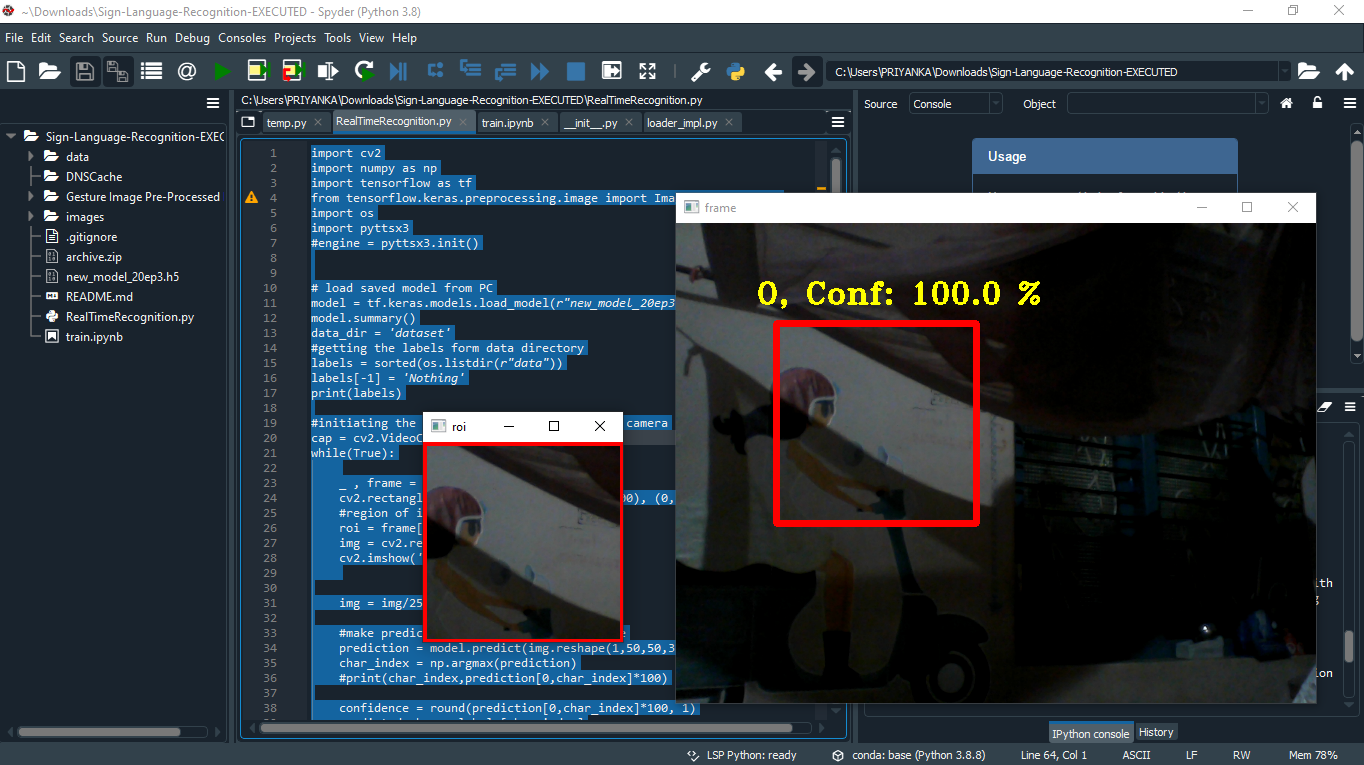 ~\Downloads\Sign-Language-Recognition-EXECUTED - Spyder (Python 3.8)
File Edit Search Source Run Debug Consoles Projects Tools View Help
C:\Users\PRIYANKA\Downloads\Sign-Language-Recognition-EXECUTED
C:\Users\PRIYANKA\Downloads\Sign-Language-Recognition-EXECUTED\RealTimeRecognition.py
Source Console Object
temp.py RealTimeRecognition.py train.ipynb __init__.py loader_impl.py
Sign-Language-Recognition-EXEC
data
DNSCache
Gesture Image Pre-Processed
images
.gitignore
archive.zip
new_model_20ep3.h5
README.md
RealTimeRecognition.py
train.ipynb
1 import cv2
2 import numpy as np
3 import tensorflow as tf
4 from tensorflow.keras.preprocessing.image import Ima
5 import os
6 import pyttsx3
7 #engine = pyttsx3.init()
8
9
10 # load saved model from PC
11 model = tf.keras.models.load_model(r"new_model_20ep3
12 model.summary()
13 data_dir = 'dataset'
14 #getting the labels form data directory
15 labels = sorted(os.listdir(r"data"))
16 labels[-1] = 'Nothing'
17 print(labels)
18
19 #initiating the camera
20 cap = cv2.VideoC
21 while(True):
22
23 _ , frame =
24 cv2.rectangl 00), (0,
25 #region of i
26 roi = frame[
27 img = cv2.re
28 cv2.imshow('
29
30
31 img = img/25
32
33 #make predic e
34 prediction = model.predict(img.reshape(1,50,50,3
35 char_index = np.argmax(prediction)
36 #print(char_index,prediction[0,char_index]*100)
37
38 confidence = round(prediction[0,char_index]*100, 1)
Usage
frame
0, Conf: 100.0 %
roi
ith
g
ion
IPython console History
LSP Python: ready conda: base (Python 3.8.8) Line 64, Col 1 ASCII LF RW Mem 78%